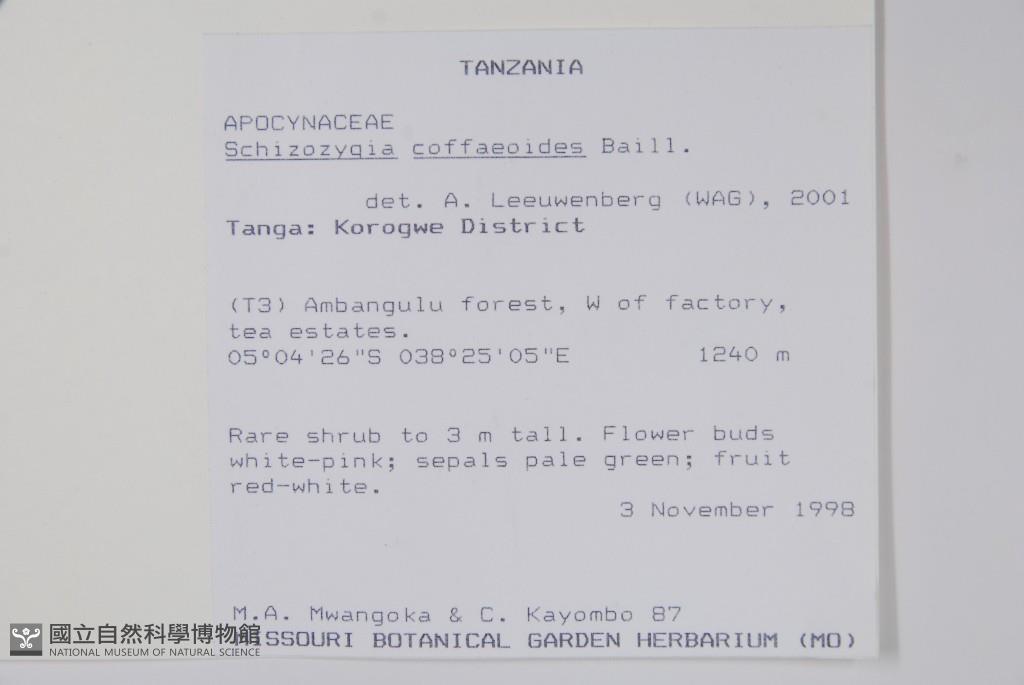 TANZANIA
APOCYNACEAE
Schizozygia coffaeoides Baill.
det. A. Leeuwenberg (WAG), 2001
Tanga: Korogwe District
(T3) Ambangulu forest, W of factory,
tea estates.
05°04'26"S 038°25'05"E 1240 m
Rare shrub to 3 m tall. Flower buds
white-pink; sepals pale green; fruit
red-white.
3 November 1998
M.A. Mwangoka & C. Kayombo 87
MISSOURI BOTANICAL GARDEN HERBARIUM (MO)
國立自然科學博物館
NATIONAL MUSEUM OF NATURAL SCIENCE